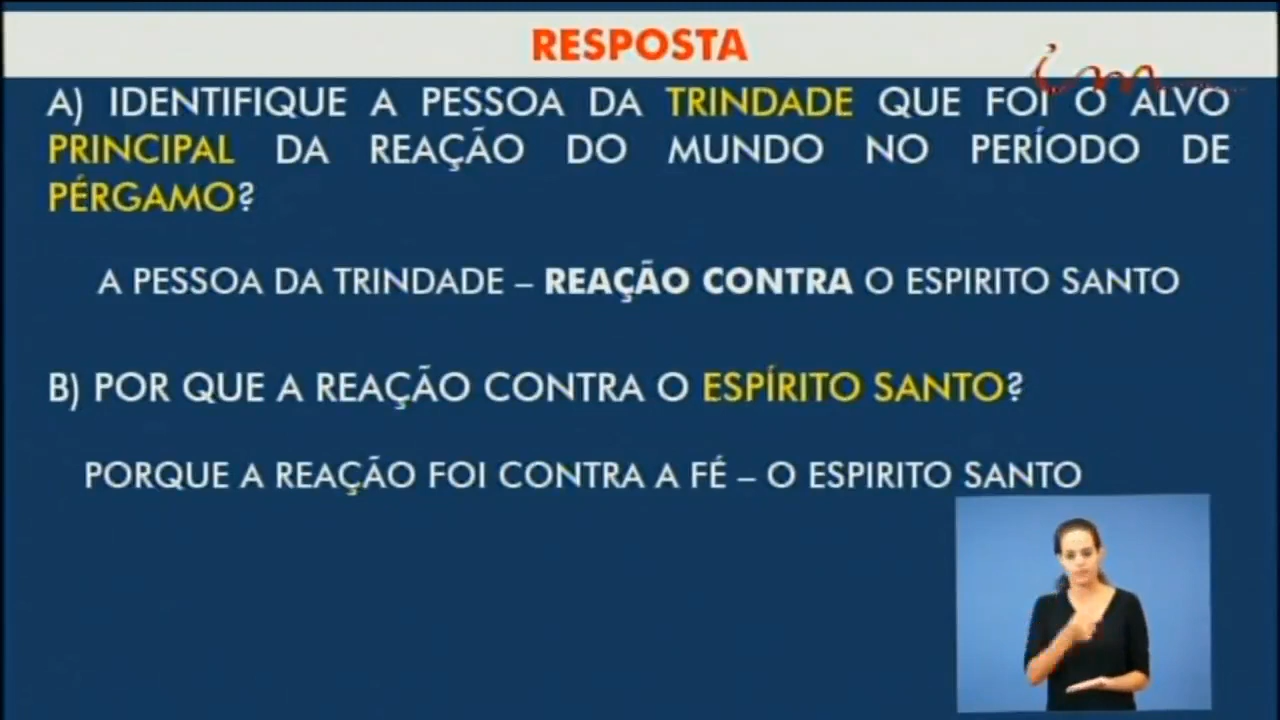 RESPOSTA
im
A) IDENTIFIQUE A PESSOA DA TRINDADE QUE FOI O ALVO
PRINCIPAL DA REAÇÃO DO MUNDO NO PERÍODO DE
PÉRGAMO?
A PESSOA DA TRINDADE – REAÇÃO CONTRA O ESPIRITO SANTO
B) POR QUE A REAÇÃO CONTRA O ESPÍRITO SANTO?
PORQUE A REAÇÃO FOI CONTRA A FÉ – O ESPIRITO SANTO